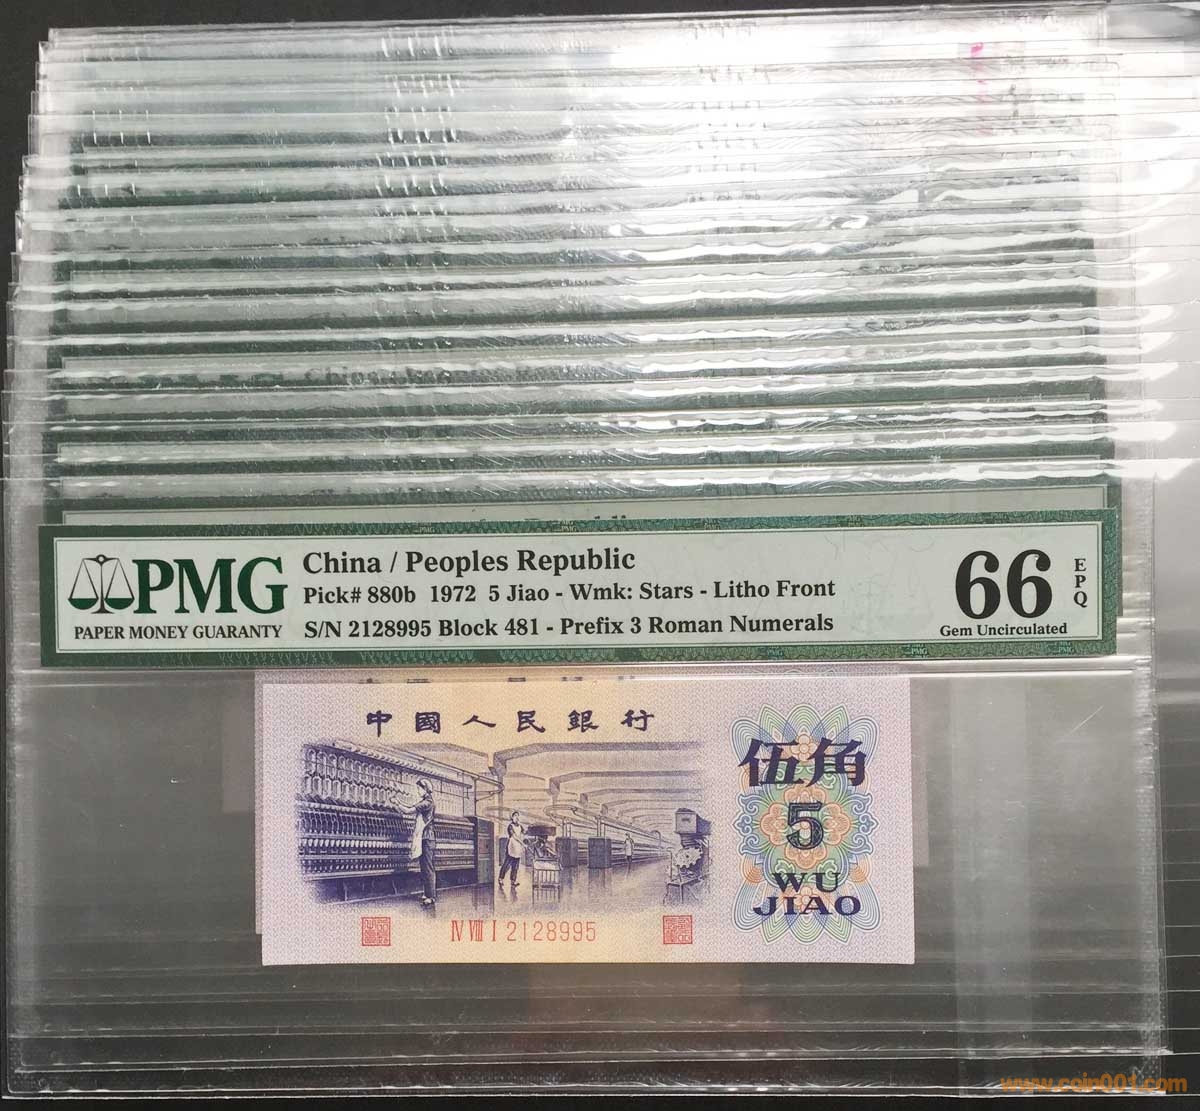 PMG
PAPER MONEY GUARANTY
China / Peoples Republic
Pick# 880b 1972 5 Jiao - Wmk: Stars - Litho Front
S/N 2128995 Block 481 - Prefix 3 Roman Numerals
66
EPQ
Gem Uncirculated
中國人民銀行
伍角
5
WU
JIAO
IV VIII I 2128995
www.coin001.com